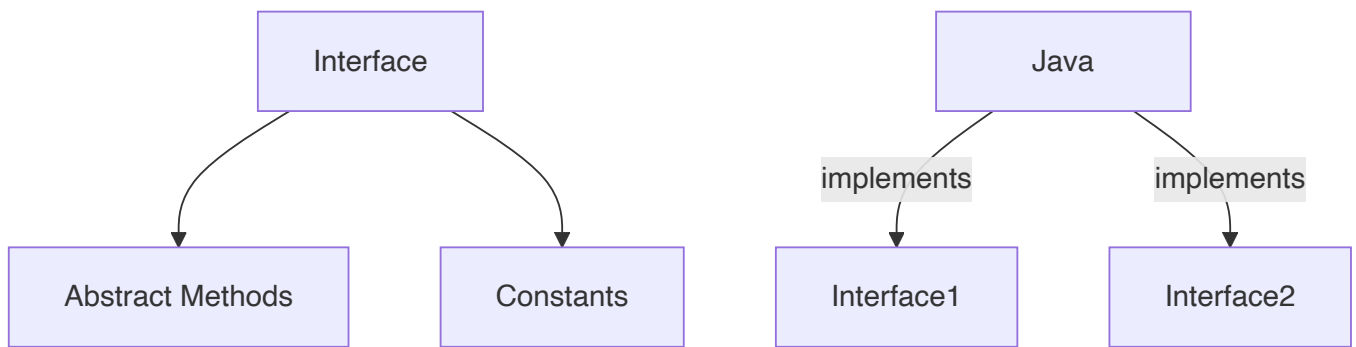 Interface
Java
implements
implements
Abstract Methods
Constants
Interface1
Interface2